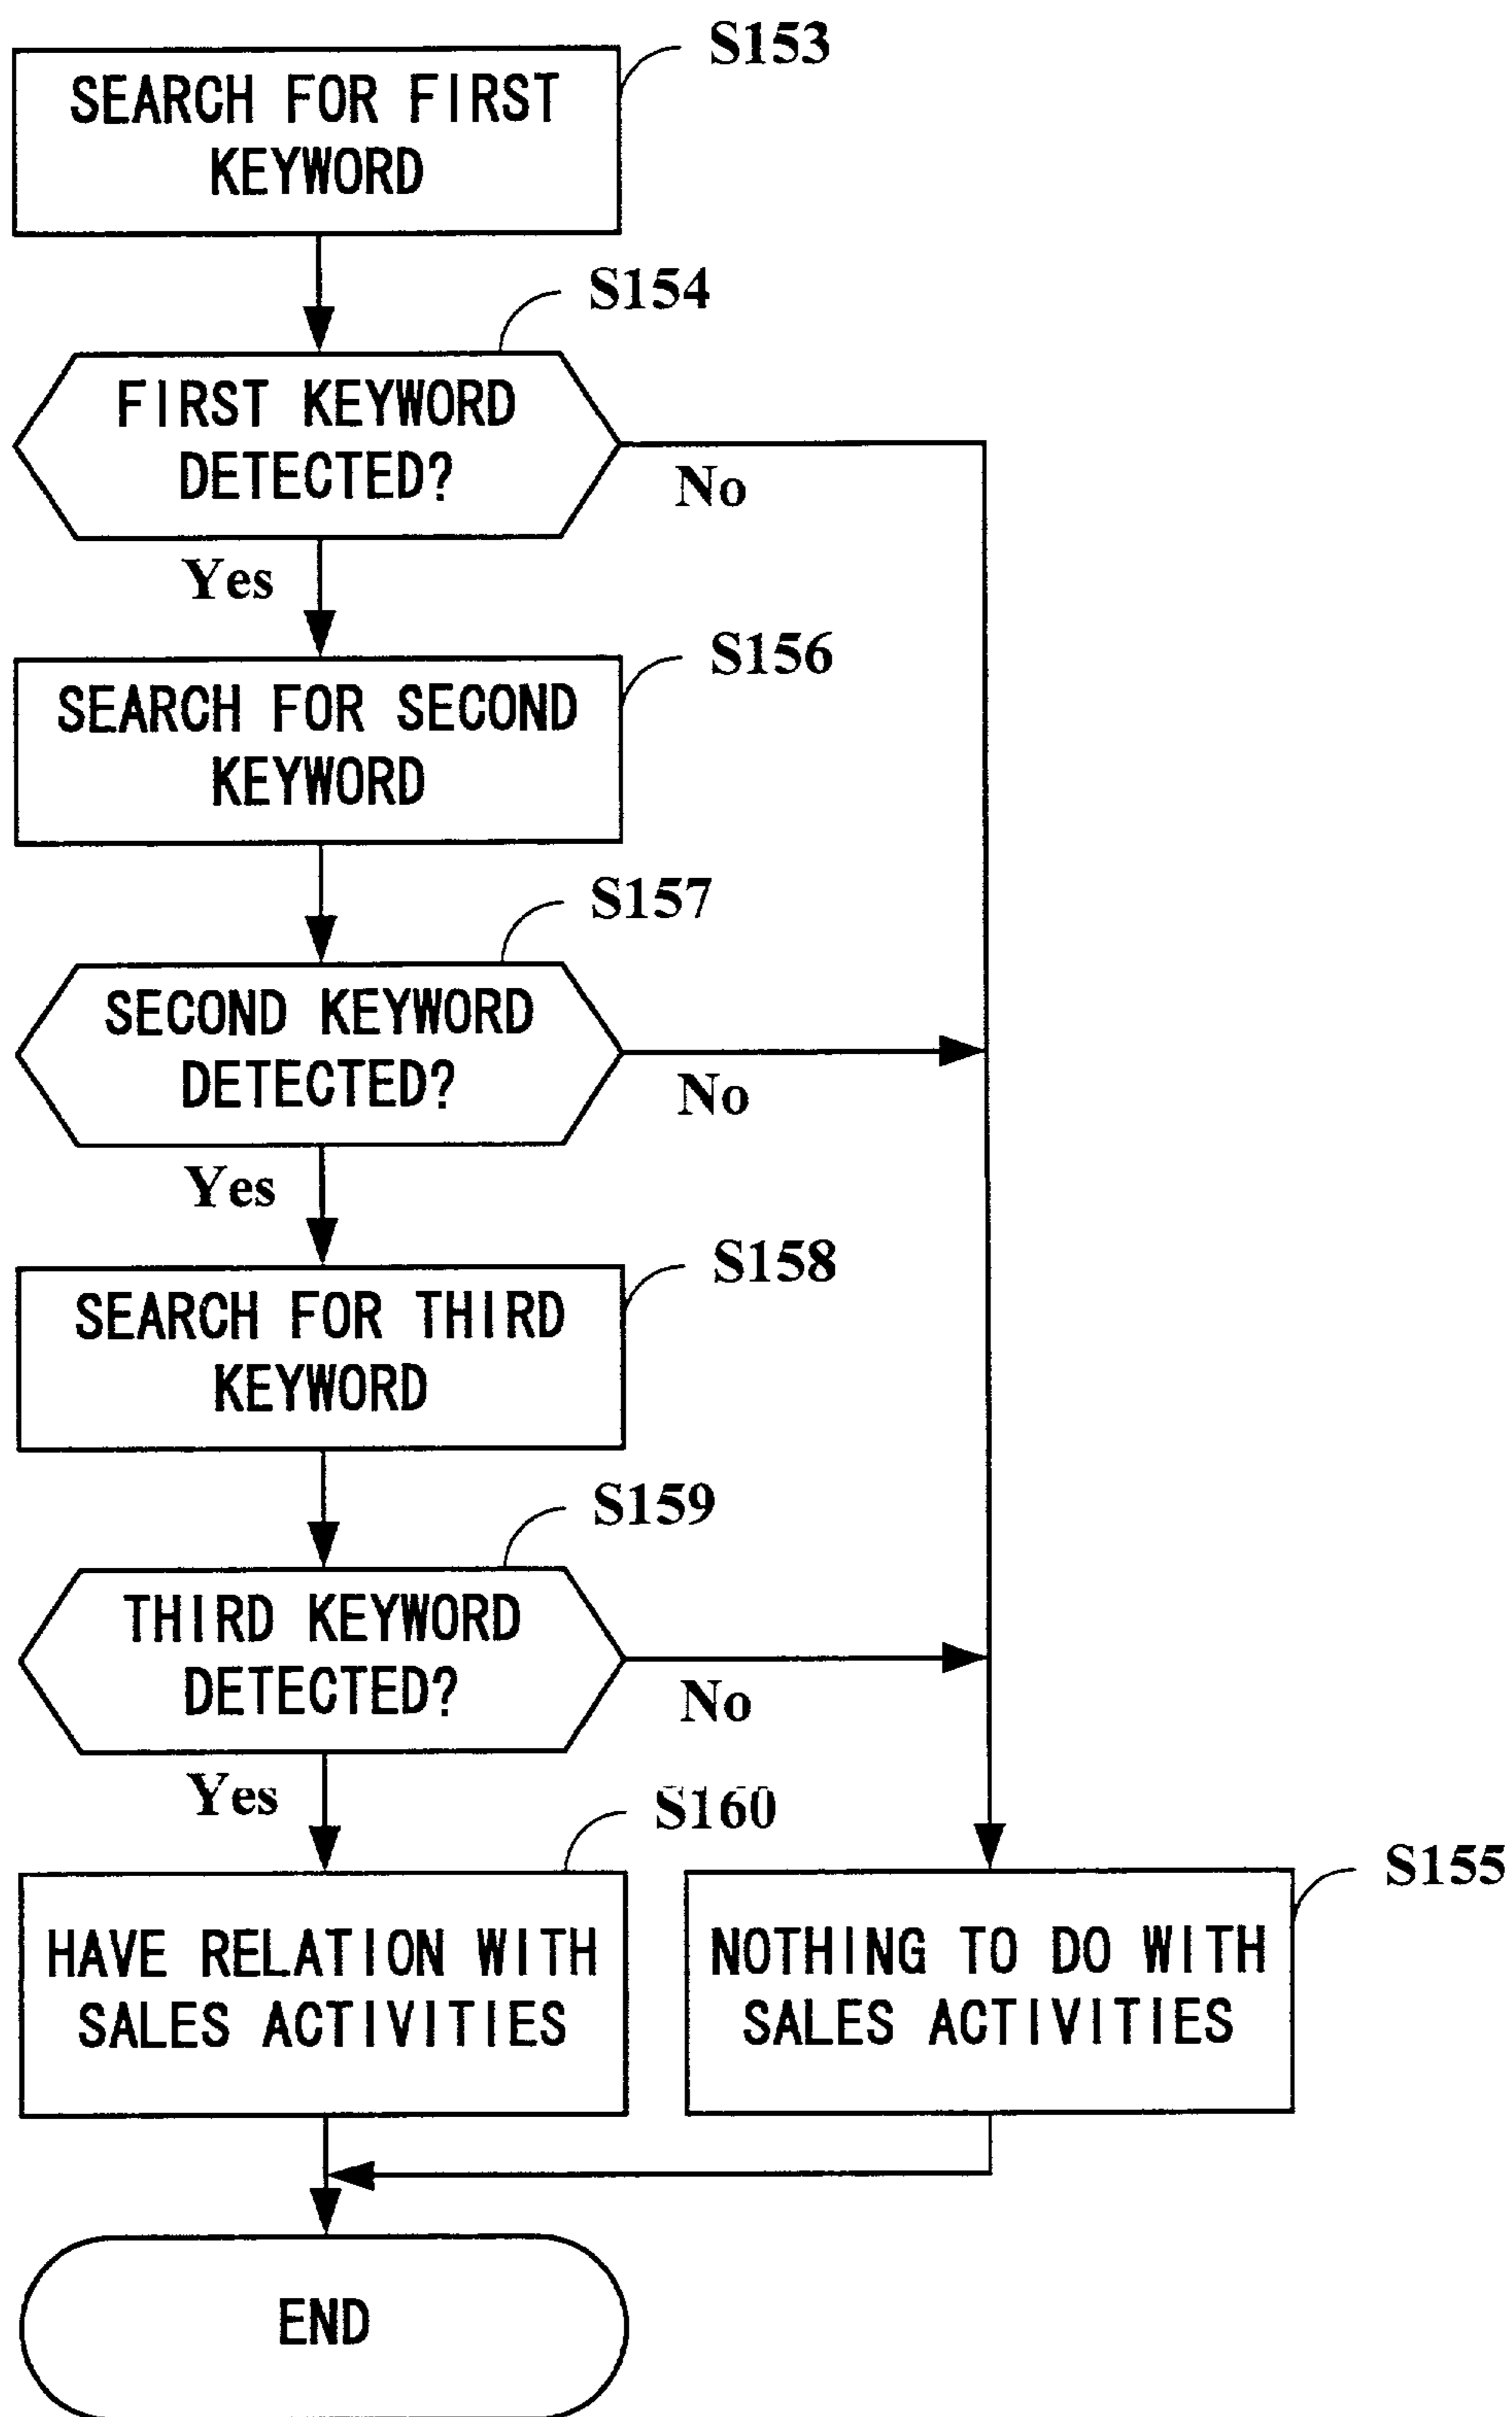 S153
SEARCH FOR FIRST
KEYWORD
S154
FIRST KEYWORD
DETECTED?
No
Yes
S156
SEARCH FOR SECOND
KEYWORD
S157
SECOND KEYWORD
DETECTED?
No
Yes
S158
SEARCH FOR THIRD
KEYWORD
S159
THIRD KEYWORD
DETECTED?
No
Yes
S160
HAVE RELATION WITH
SALES ACTIVITIES
S155
NOTHING TO DO WITH
SALES ACTIVITIES
END